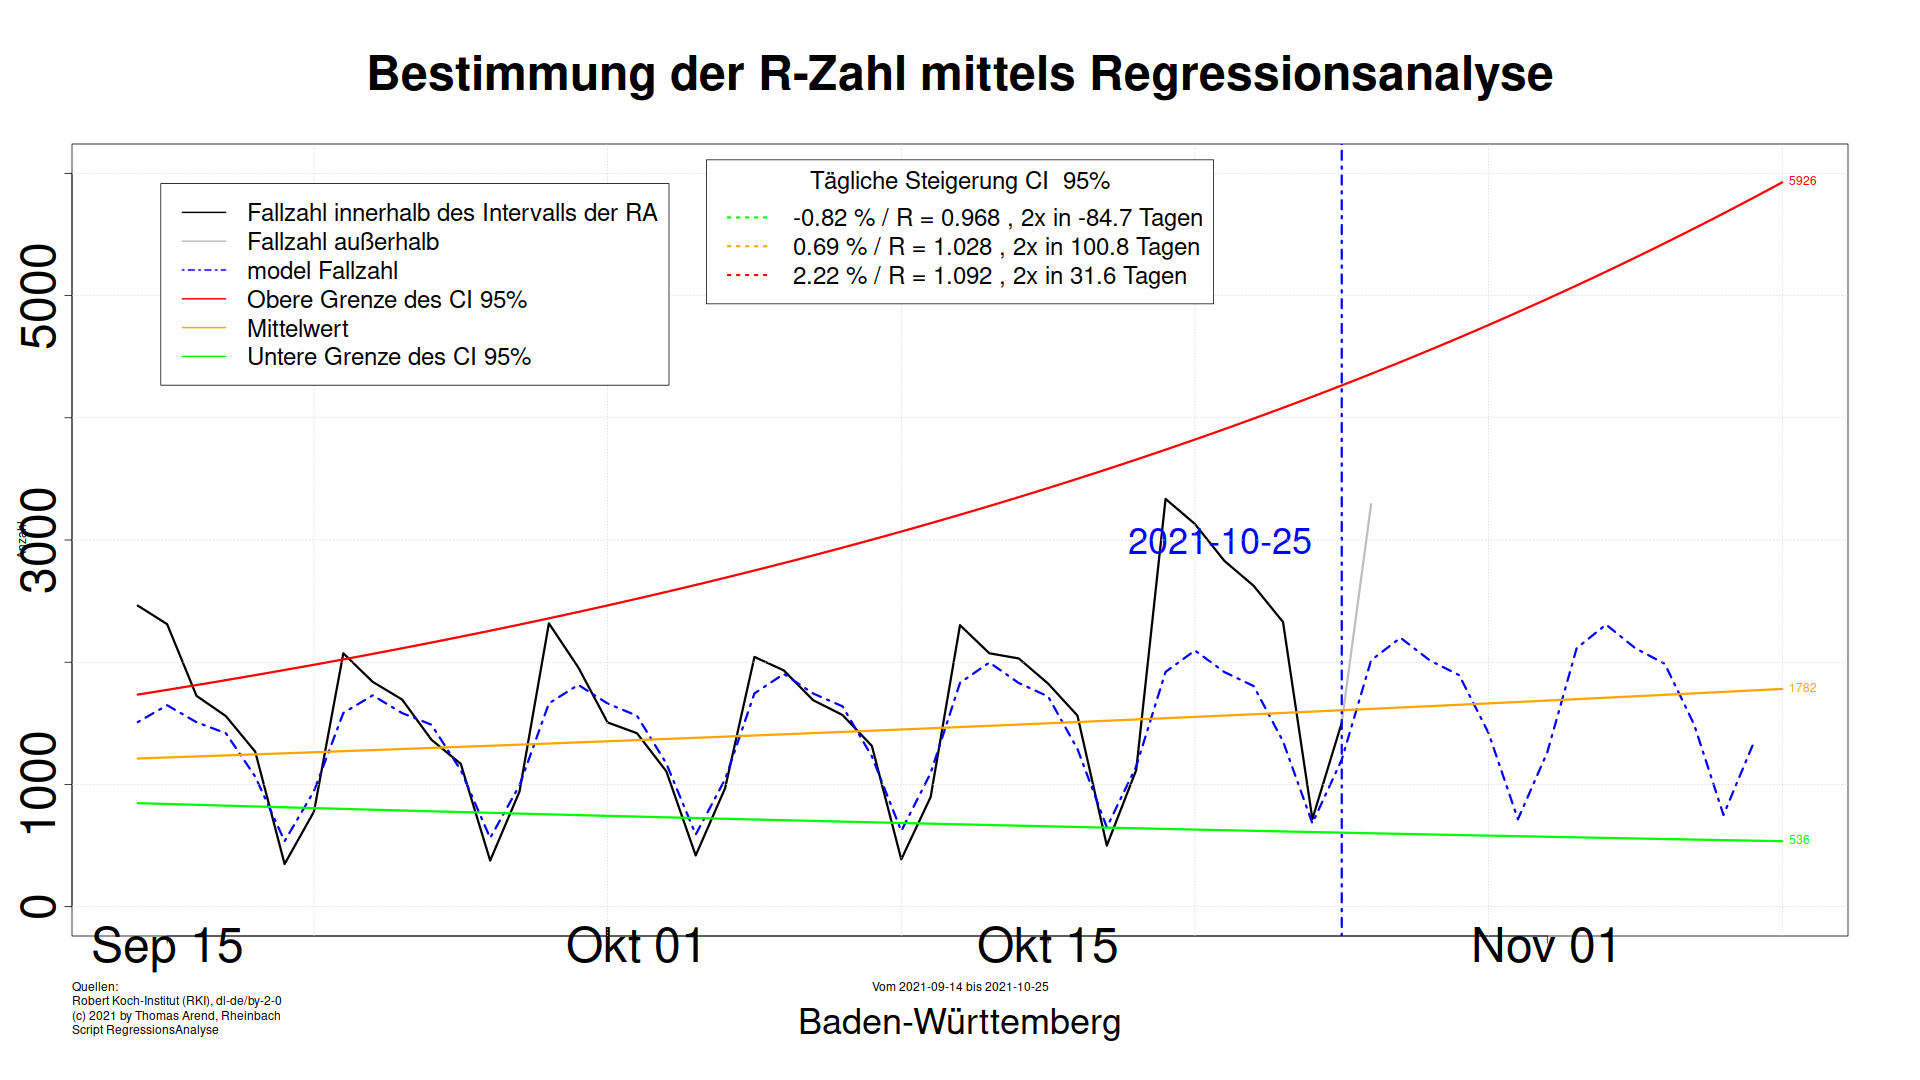 Bestimmung der R-Zahl mittels Regressionsanalyse
Fallzahl innerhalb des Intervalls der RA
Fallzahl außerhalb
model Fallzahl
Obere Grenze des CI 95%
Mittelwert
Untere Grenze des CI 95%
Tägliche Steigerung CI  95%
-0.82 % / R = 0.968 , 2x in -84.7 Tagen
0.69 % / R = 1.028 , 2x in 100.8 Tagen
2.22 % / R = 1.092 , 2x in 31.6 Tagen
5926
1782
536
2021-10-25
5000
3000
1000
0
Anzahl
Sep 15
Okt 01
Okt 15
Nov 01
Quellen:
Robert Koch-Institut (RKI), dl-de/by-2-0
(c) 2021 by Thomas Arend, Rheinbach
Script RegressionsAnalyse
Vom 2021-09-14 bis 2021-10-25
Baden-Württemberg